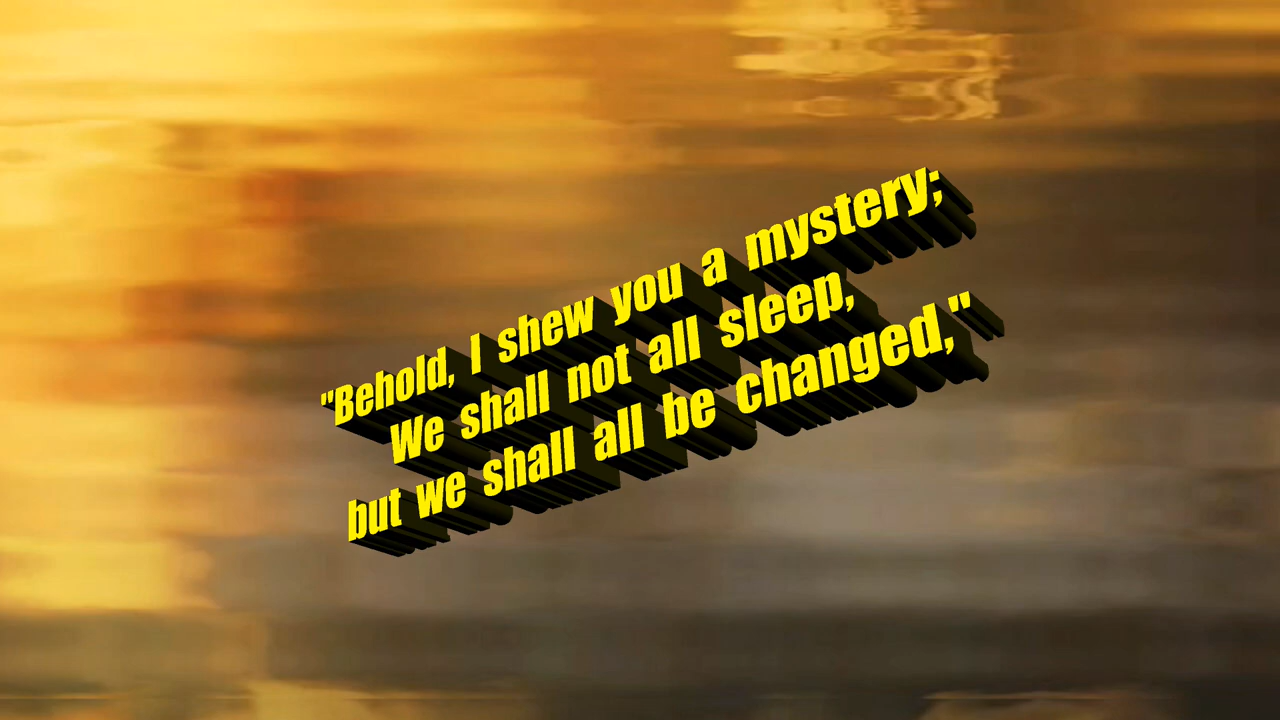 "Behold, I shew you a mystery;
We shall not all sleep,
but we shall all be changed,"